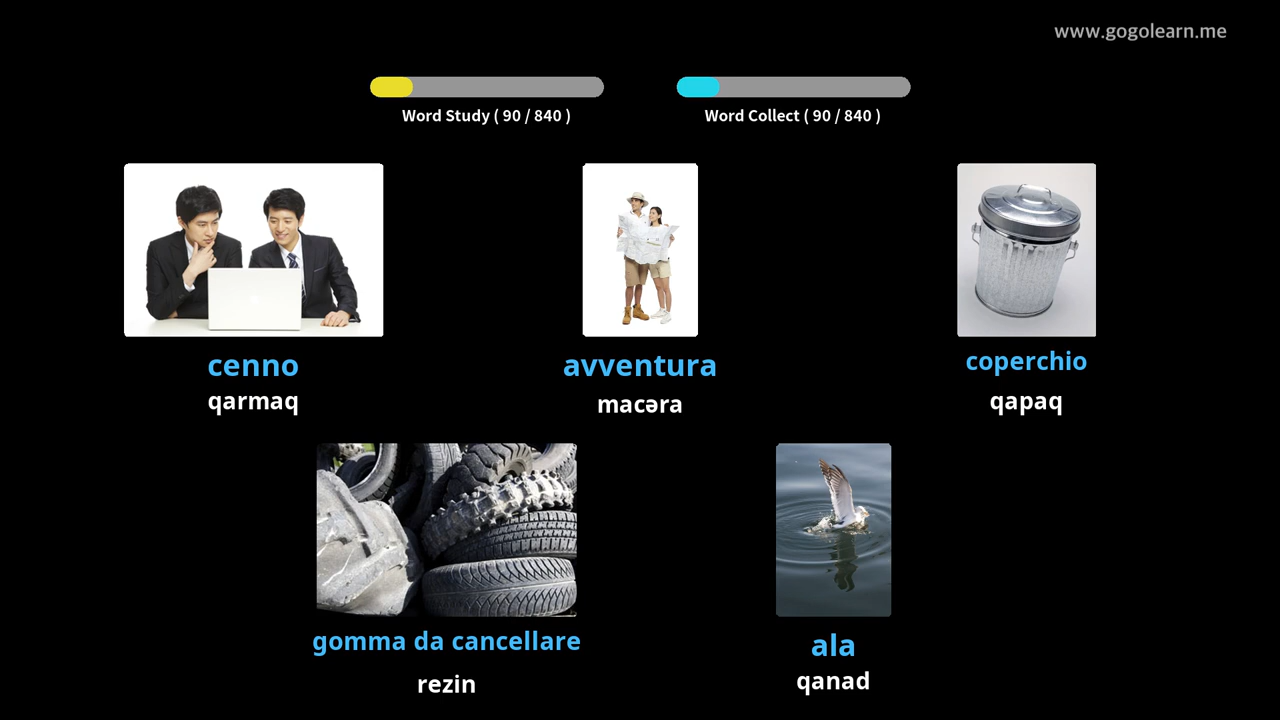 www.gogolearn.me
Word Study ( 90 / 840 )
Word Collect ( 90 / 840 )
cenno
qarmaq
avventura
macəra
coperchio
qapaq
gomma da cancellare
rezin
ala
qanad